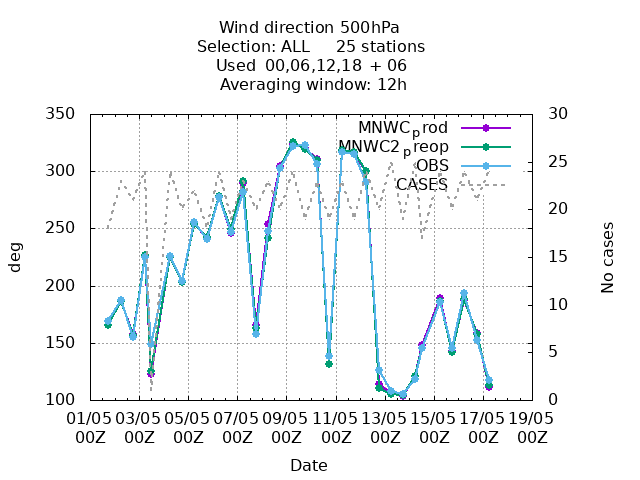 Wind direction 500hPa
Selection: ALL 25 stations
Used 00,06,12,18 + 06
Averaging window: 12h
350 30
MNWCprod
MNWC2preop
OBS
CASES
300
250
200
150
100
25
20
15
10
5
0
deg
No cases
01/05 03/05 05/05 07/05 09/05 11/05 13/05 15/05 17/05 19/05
00Z 00Z 00Z 00Z 00Z 00Z 00Z 00Z 00Z 00Z
Date